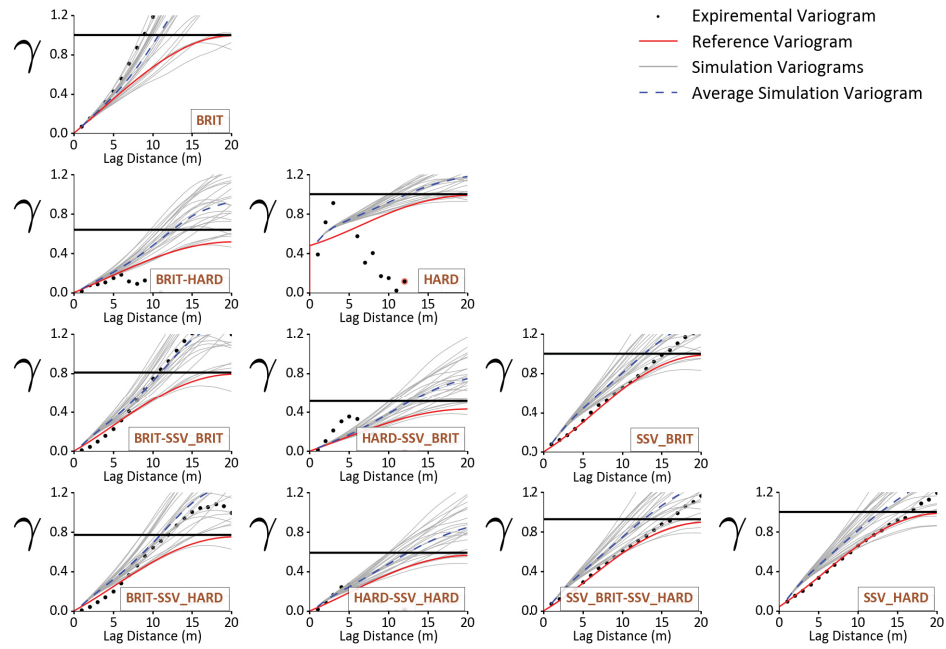 Expiremental Variogram
Reference Variogram
Simulation Variograms
Average Simulation Variogram
γ
1.2
0.8
0.4
0.0
0 5 10 15 20
Lag Distance (m)
BRIT
γ
1.2
0.8
0.4
0.0
0 5 10 15 20
Lag Distance (m)
BRIT-HARD
γ
1.2
0.8
0.4
0.0
0 5 10 15 20
Lag Distance (m)
HARD
γ
1.2
0.8
0.4
0.0
0 5 10 15 20
Lag Distance (m)
BRIT-SSV_BRIT
γ
1.2
0.8
0.4
0.0
0 5 10 15 20
Lag Distance (m)
HARD-SSV_BRIT
γ
1.2
0.8
0.4
0.0
0 5 10 15 20
Lag Distance (m)
SSV_BRIT
γ
1.2
0.8
0.4
0.0
0 5 10 15 20
Lag Distance (m)
BRIT-SSV_HARD
γ
1.2
0.8
0.4
0.0
0 5 10 15 20
Lag Distance (m)
HARD-SSV_HARD
γ
1.2
0.8
0.4
0.0
0 5 10 15 20
Lag Distance (m)
SSV_BRIT-SSV_HARD
γ
1.2
0.8
0.4
0.0
0 5 10 15 20
Lag Distance (m)
SSV_HARD